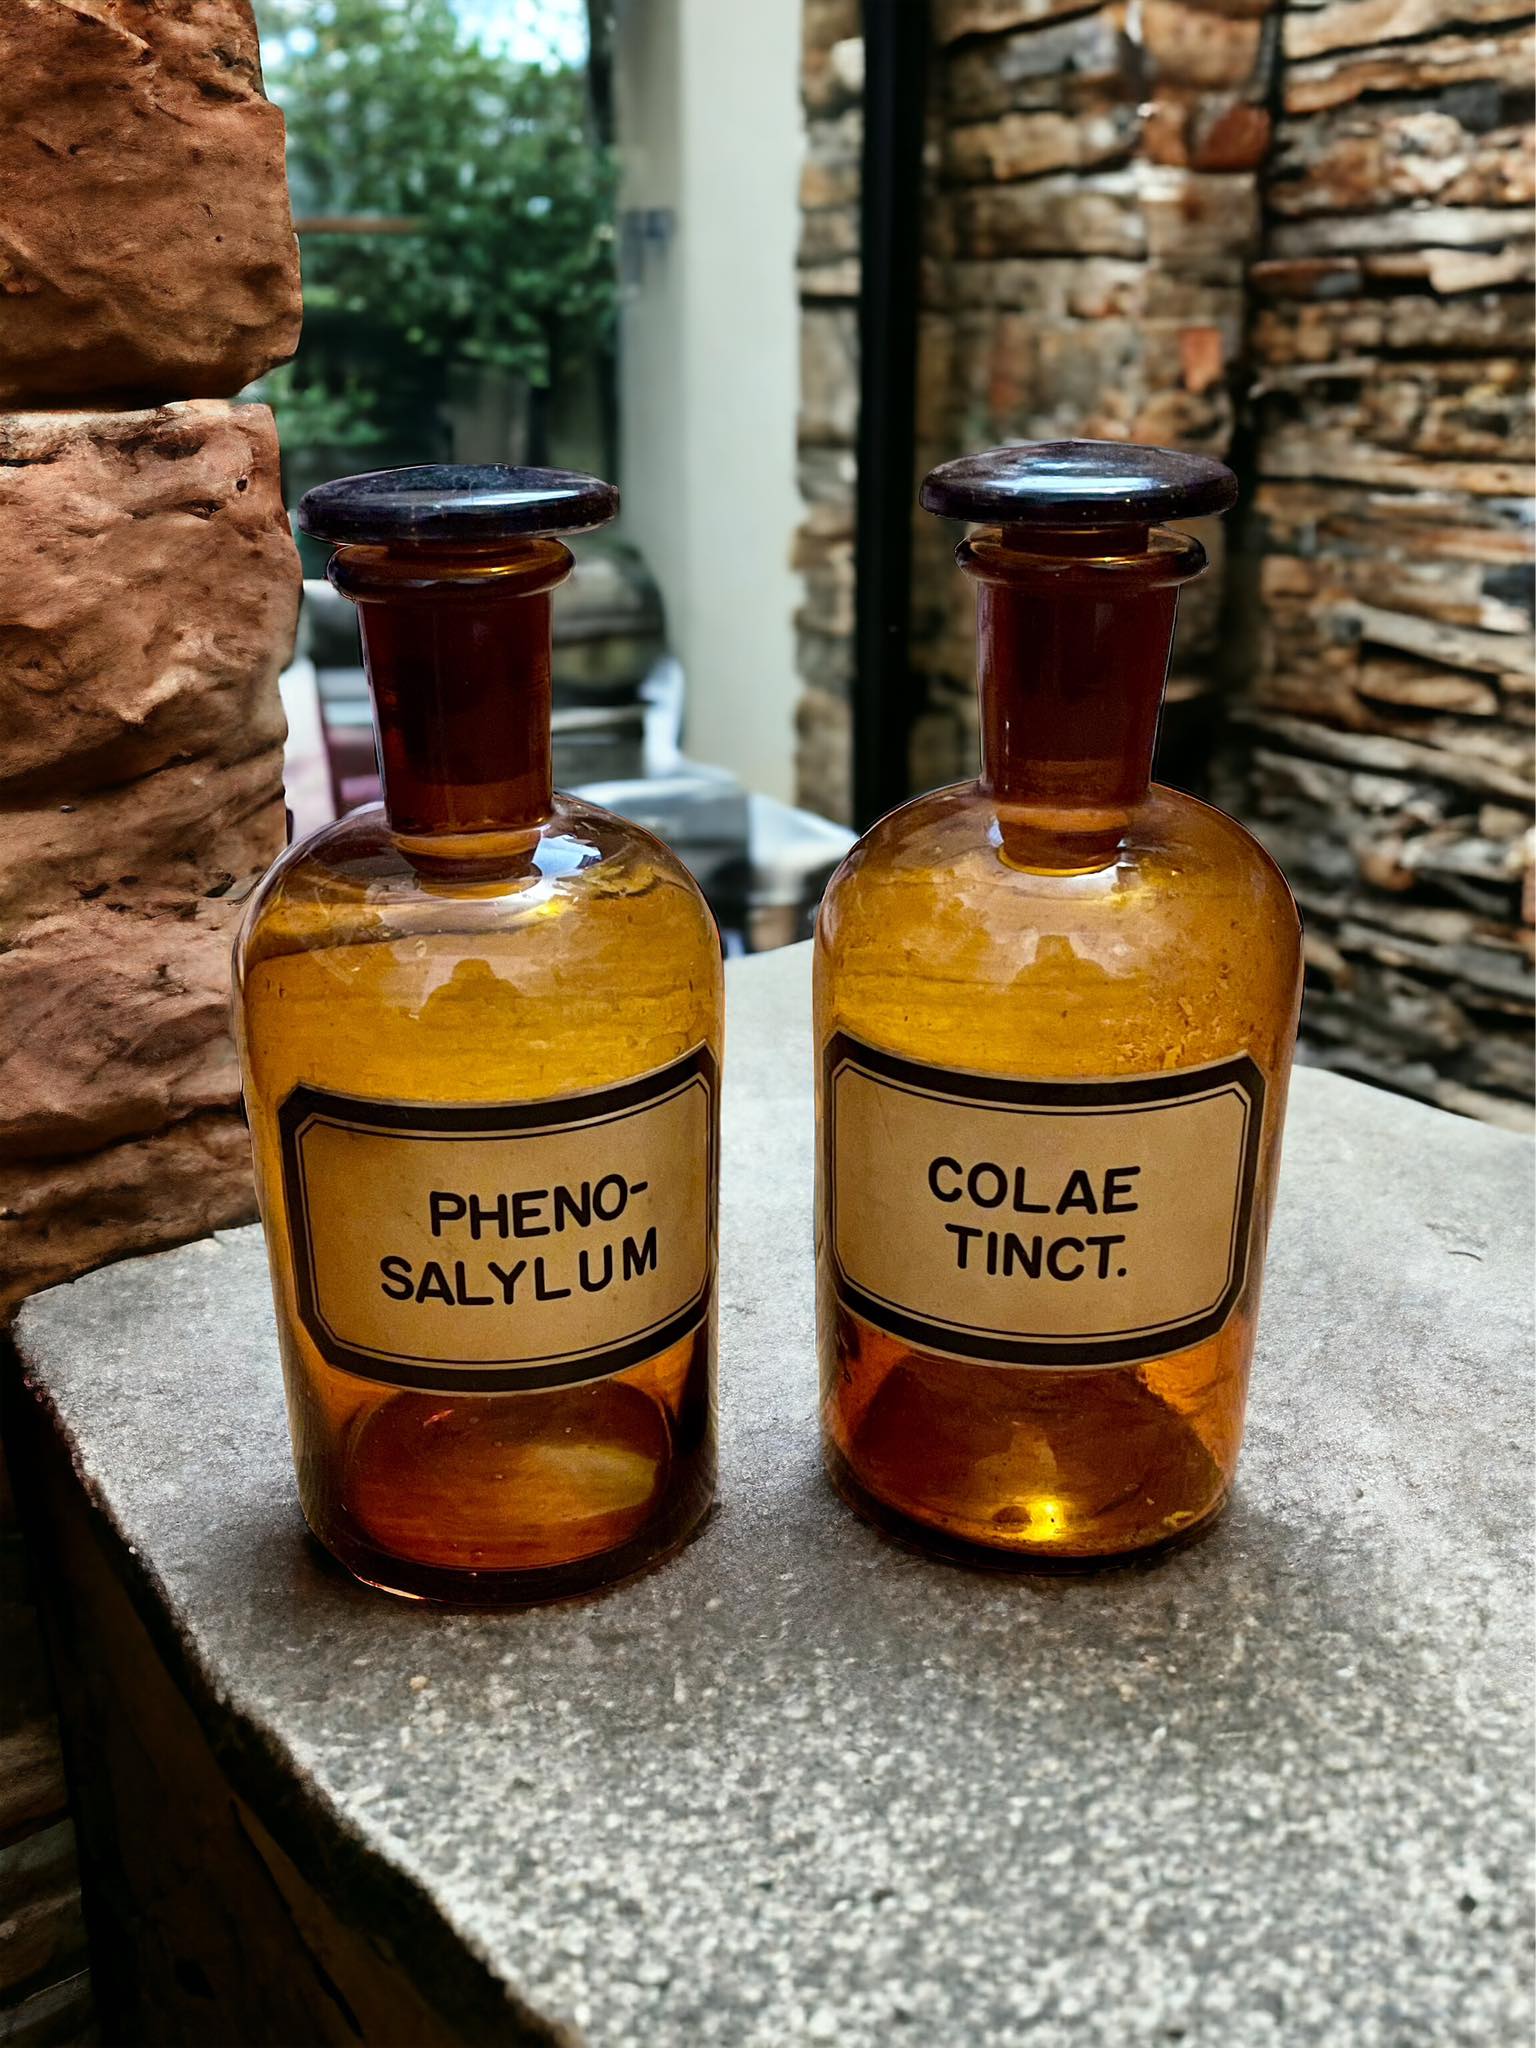 PHENO-
SALYLUM
COLAE
TINCT.